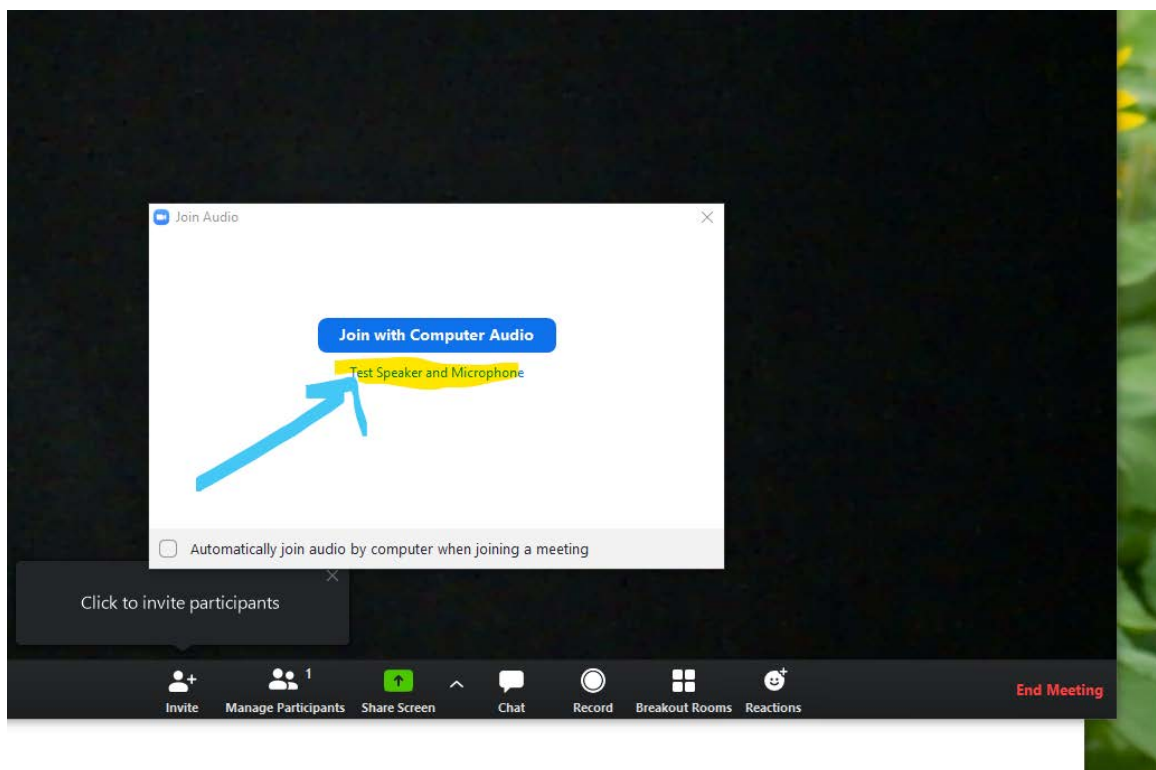 Join Audio
Join with Computer Audio
Test Speaker and Microphone
Automatically join audio by computer when joining a meeting
Click to invite participants
1
Invite Manage Participants Share Screen Chat Record Breakout Rooms Reactions End Meeting